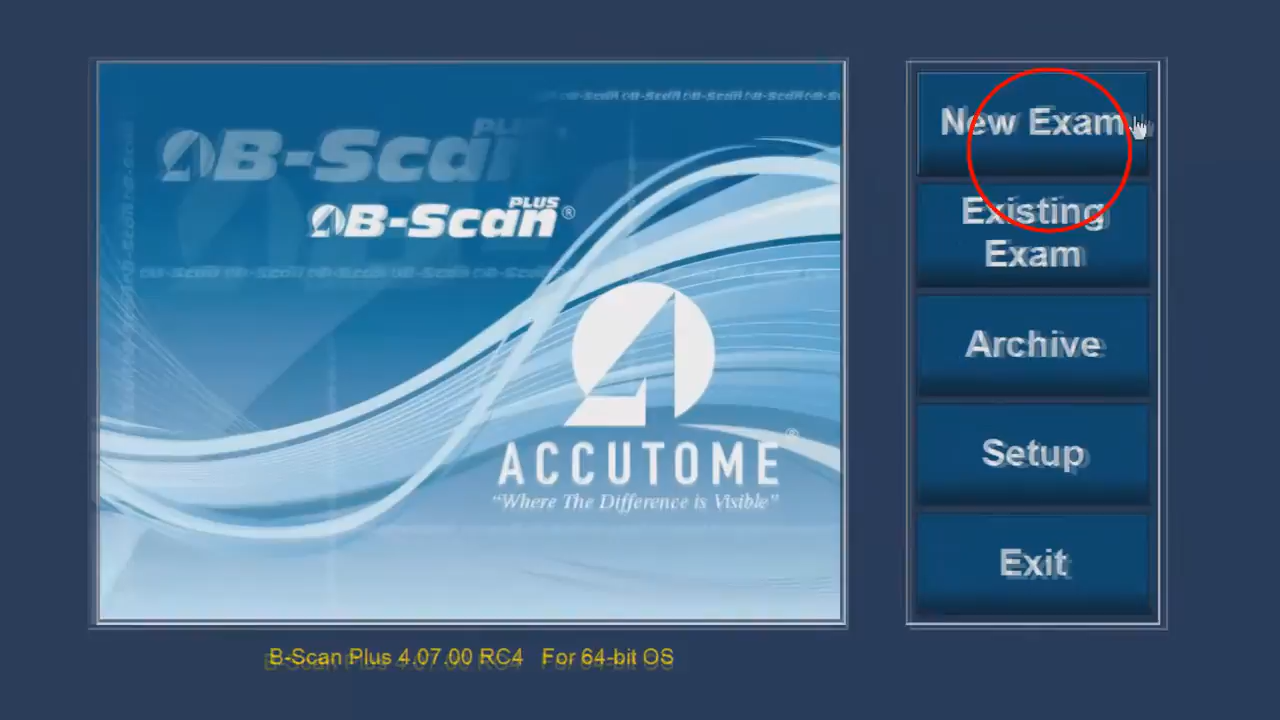 B-Scan PLUS
B-Scan PLUS®
ACCUTOME®
“Where The Difference is Visible”
New Exam
Existing
Exam
Archive
Setup
Exit
B-Scan Plus 4.07.00 RC4 For 64-bit OS